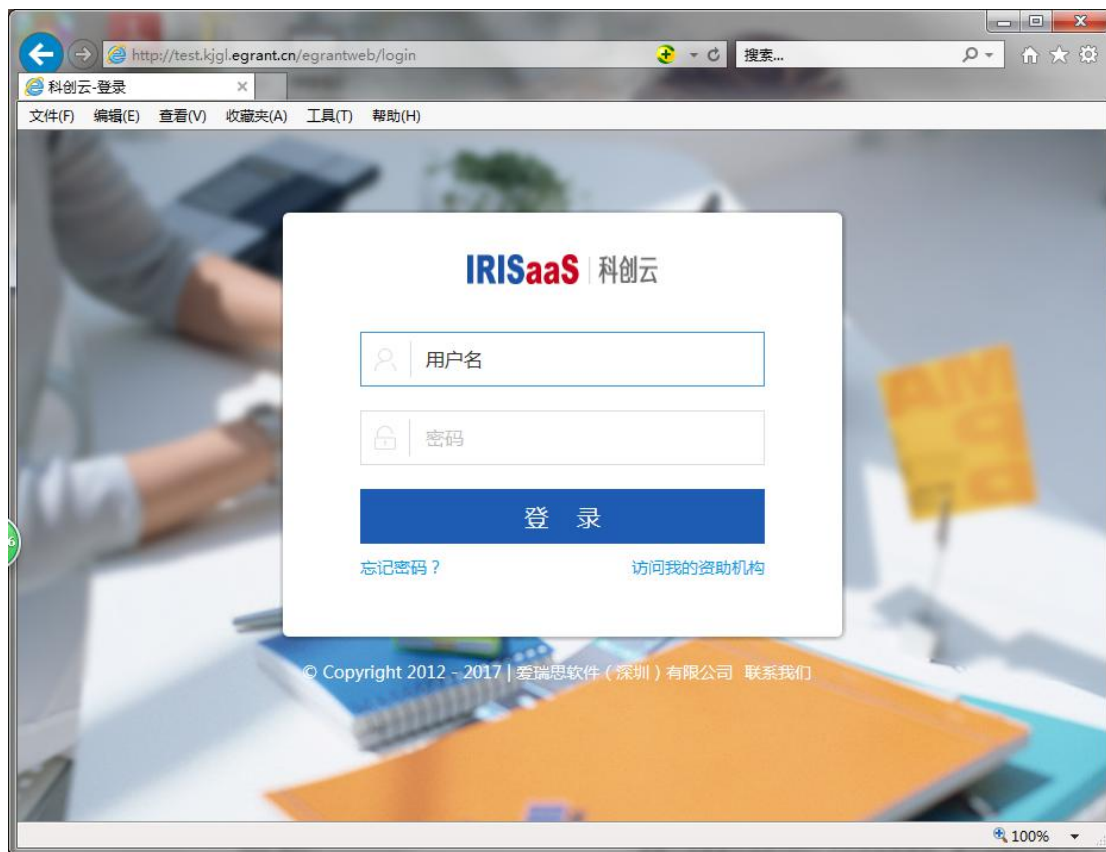 http://test.kjgl.egrant.cn/egrantweb/login
搜索...
科创云-登录
文件(F) 编辑(E) 查看(V) 收藏夹(A) 工具(T) 帮助(H)
IRISaaS 科创云
用户名
密码
登 录
忘记密码？ 访问我的资助机构
© Copyright 2012 - 2017 | 爱瑞思软件（深圳）有限公司 联系我们
100%